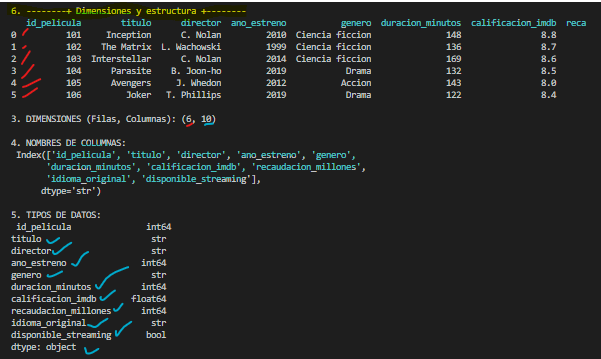 6. --------+ Dimensiones y estructura +--------
id_pelicula titulo director ano_estreno genero duracion_minutos calificacion_imdb reca
0 101 Inception C. Nolan 2010 Ciencia ficcion 148 8.8
1 102 The Matrix L. Wachowski 1999 Ciencia ficcion 136 8.7
2 103 Interstellar C. Nolan 2014 Ciencia ficcion 169 8.6
3 104 Parasite B. Joon-ho 2019 Drama 132 8.5
4 105 Avengers J. Whedon 2012 Accion 143 8.0
5 106 Joker T. Phillips 2019 Drama 122 8.4
3. DIMENSIONES (Filas, Columnas): (6, 10)
4. NOMBRES DE COLUMNAS:
Index(['id_pelicula', 'titulo', 'director', 'ano_estreno', 'genero',
'duracion_minutos', 'calificacion_imdb', 'recaudacion_millones',
'idioma_original', 'disponible_streaming'],
dtype='str')
5. TIPOS DE DATOS:
id_pelicula int64
titulo str
director str
ano_estreno int64
genero str
duracion_minutos int64
calificacion_imdb float64
recaudacion_millones int64
idioma_original str
disponible_streaming bool
dtype: object